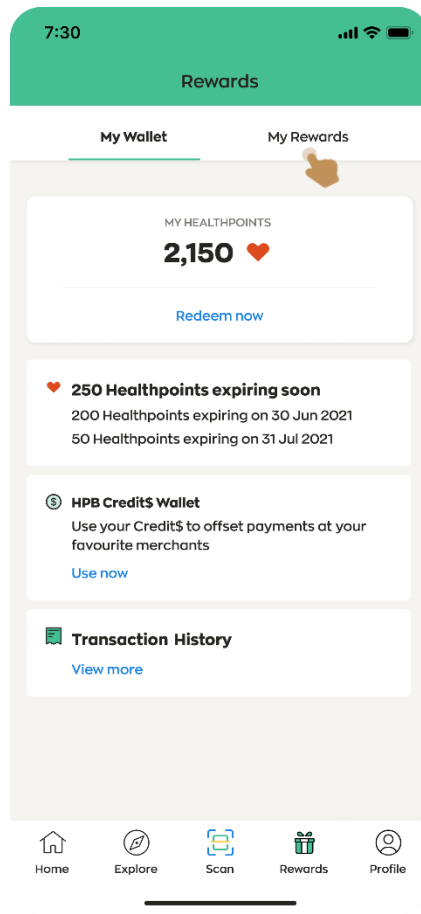 7:30
Rewards
My Wallet My Rewards
MY HEALTHPOINTS
2,150
Redeem now
250 Healthpoints expiring soon
200 Healthpoints expiring on 30 Jun 2021
50 Healthpoints expiring on 31 Jul 2021
$ HPB Credit$ Wallet
Use your Credit$ to offset payments at your
favourite merchants
Use now
Transaction History
View more
Home Explore Scan Rewards Profile